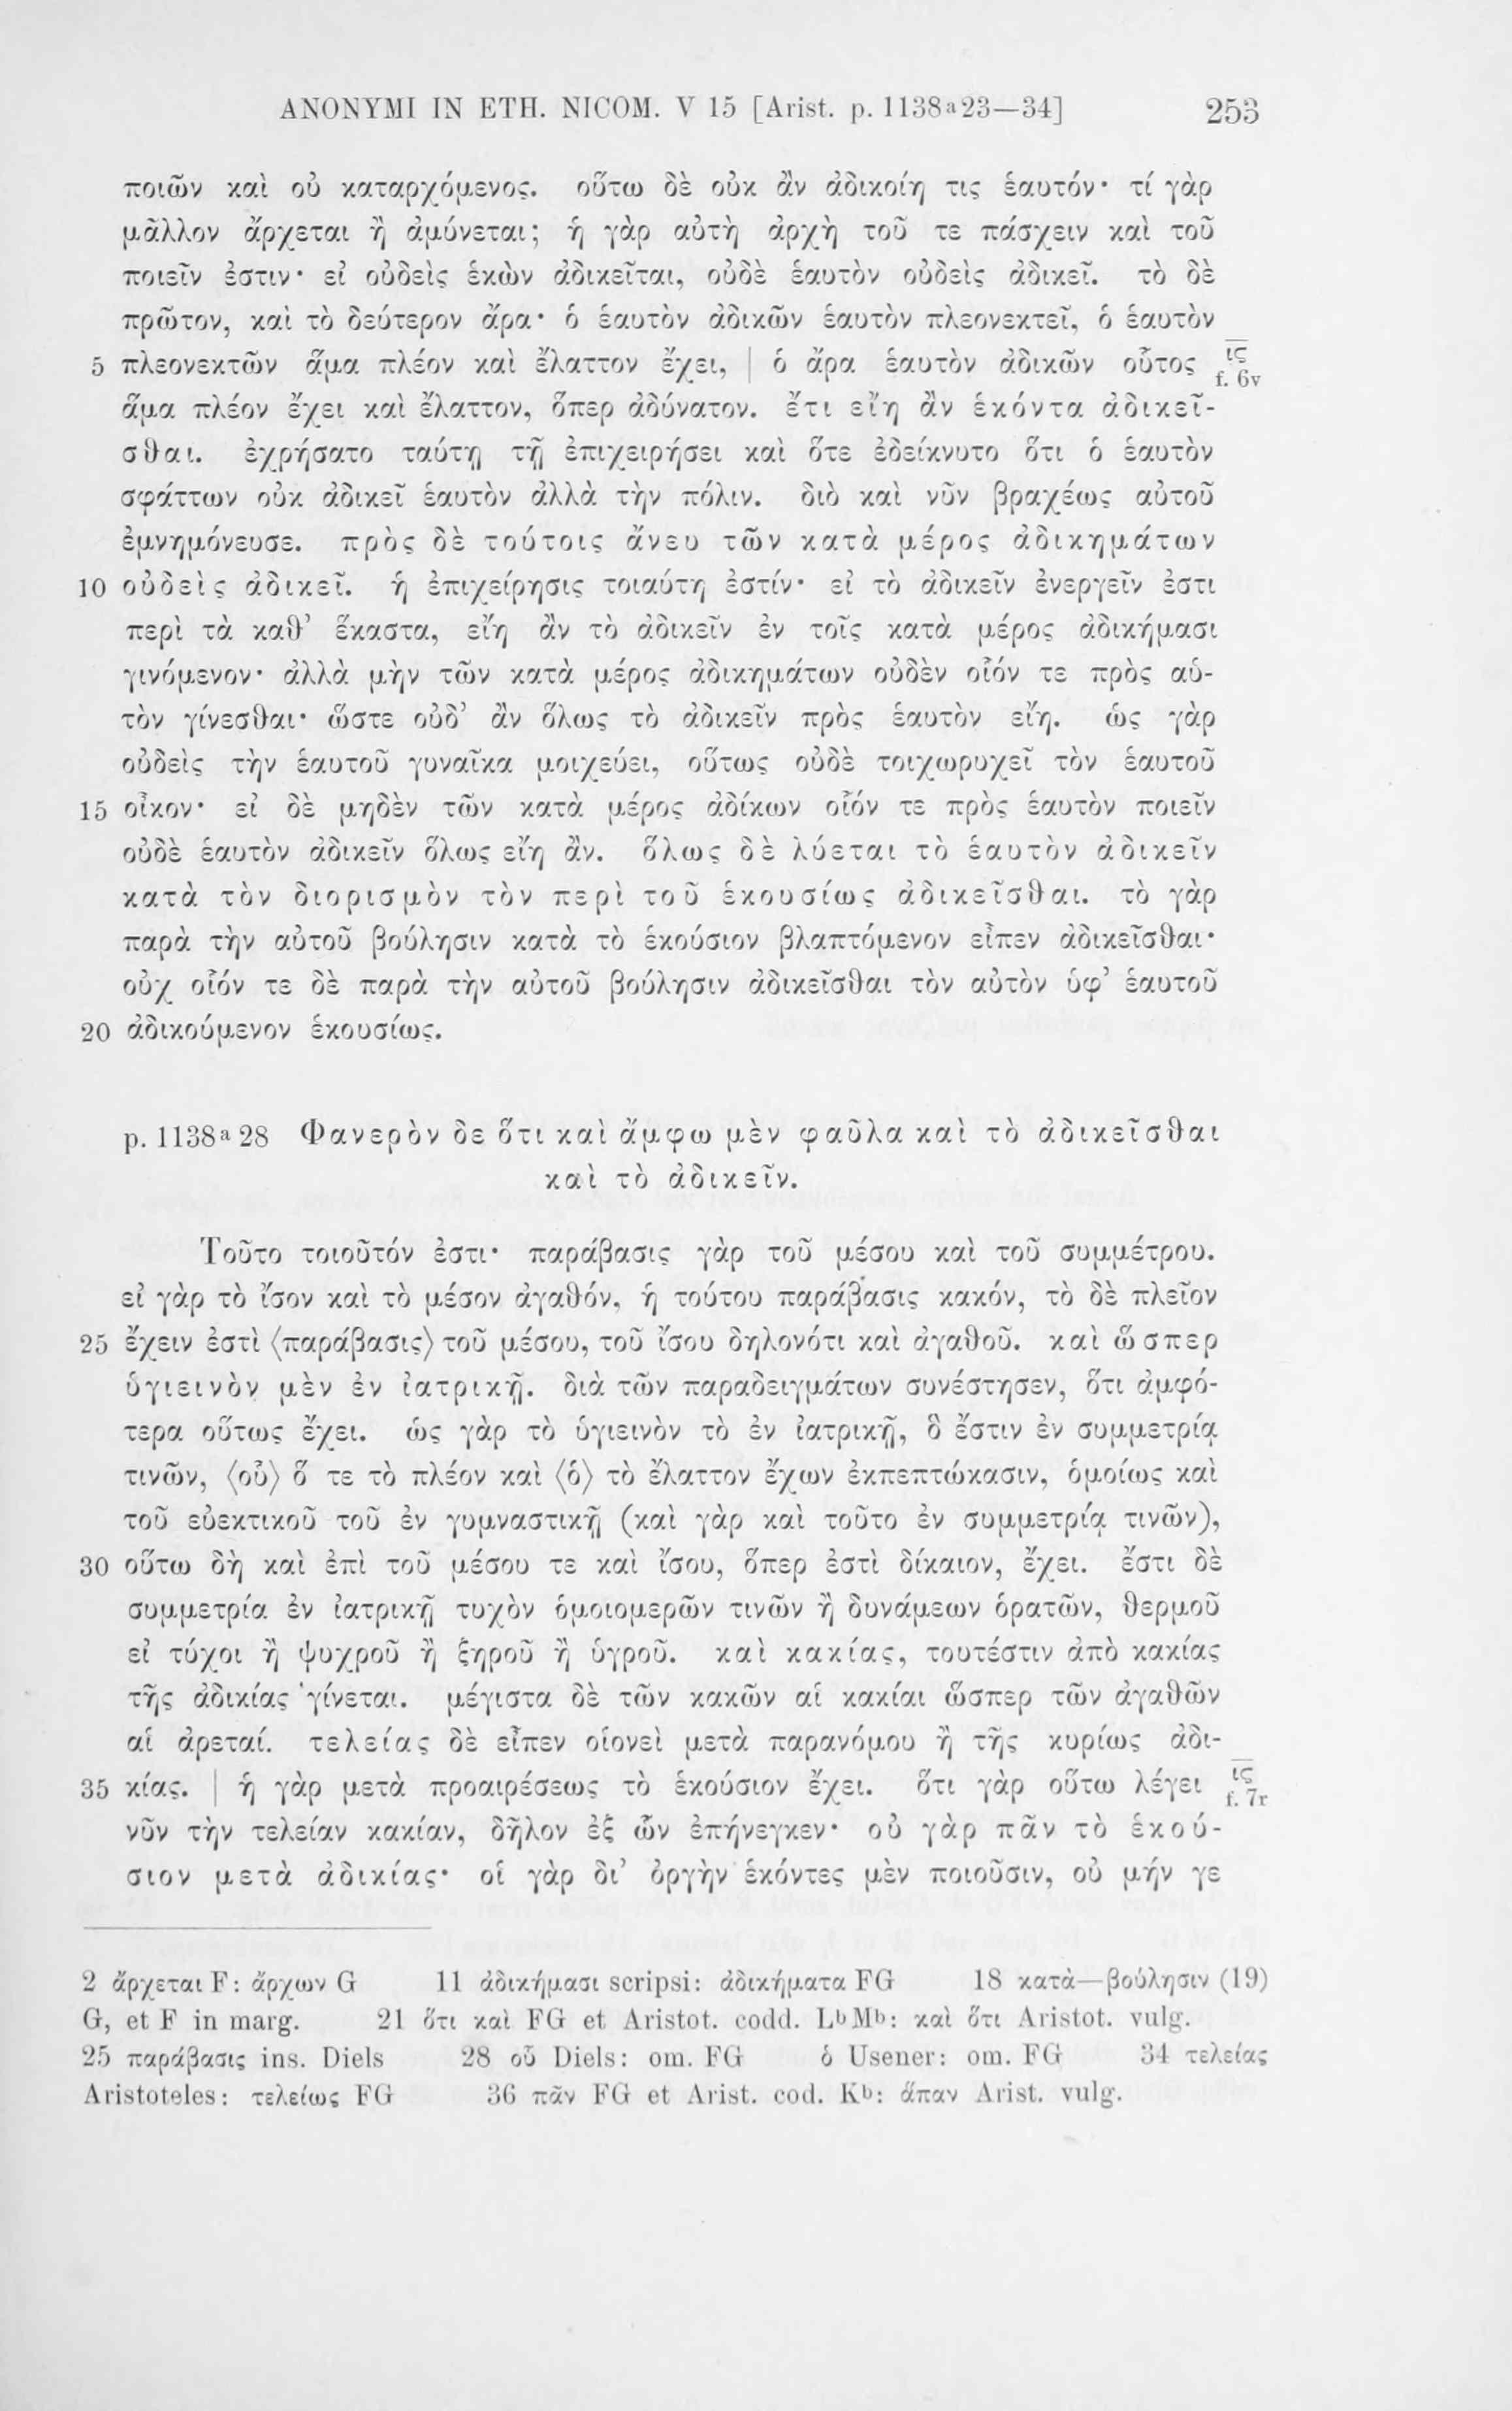 ANONYMI IN ETH. NICOM. V 15 [Arist. p. 1138ª23—34] 253
ποιῶν καὶ οὐ καταρχόμενος. οὕτω δὲ οὐκ ἂν ἀδικοίη τις ἑαυτόν· τί γὰρ
μᾶλλον ἄρχεται ἢ ἀμύνεται; ἡ γὰρ αὐτὴ ἀρχὴ τοῦ τε πάσχειν καὶ τοῦ
ποιεῖν ἐστιν· εἰ οὐδεὶς ἑκὼν ἀδικεῖται, οὐδὲ ἑαυτὸν οὐδεὶς ἀδικεῖ. τὸ δὲ
πρῶτον, καὶ τὸ δεύτερον ἄρα· ὁ ἑαυτὸν ἀδικῶν ἑαυτὸν πλεονεκτεῖ, ὁ ἑαυτὸν
5 πλεονεκτῶν ἅμα πλέον καὶ ἔλαττον ἔχει, | ὁ ἄρα ἑαυτὸν ἀδικῶν οὗτος ις f. 6v
ἅμα πλέον ἔχει καὶ ἔλαττον, ὅπερ ἀδύνατον. ἔτι εἴη ἂν ἑκόντα ἀδικεῖ-
σθαι. ἐχρήσατο ταύτῃ τῇ ἐπιχειρήσει καὶ ὅτε ἐδείκνυτο ὅτι ὁ ἑαυτὸν
σφάττων οὐκ ἀδικεῖ ἑαυτὸν ἀλλὰ τὴν πόλιν. διὸ καὶ νῦν βραχέως αὐτοῦ
ἐμνημόνευσε. πρὸς δὲ τούτοις ἄνευ τῶν κατὰ μέρος ἀδικημάτων
10 οὐδεὶς ἀδικεῖ. ἡ ἐπιχείρησις τοιαύτη ἐστίν· εἰ τὸ ἀδικεῖν ἐνεργεῖν ἐστι
περὶ τὰ καθ’ ἕκαστα, εἴη ἂν τὸ ἀδικεῖν ἐν τοῖς κατὰ μέρος ἀδικήμασι
γινόμενον· ἀλλὰ μὴν τῶν κατὰ μέρος ἀδικημάτων οὐδὲν οἷόν τε πρὸς αὑ-
τὸν γίνεσθαι· ὥστε οὐδ’ ἂν ὅλως τὸ ἀδικεῖν πρὸς ἑαυτὸν εἴη. ὡς γὰρ
οὐδεὶς τὴν ἑαυτοῦ γυναῖκα μοιχεύει, οὕτως οὐδὲ τοιχωρυχεῖ τὸν ἑαυτοῦ
15 οἶκον· εἰ δὲ μηδὲν τῶν κατὰ μέρος ἀδίκων οἷόν τε πρὸς ἑαυτὸν ποιεῖν
οὐδὲ ἑαυτὸν ἀδικεῖν ὅλως εἴη ἄν. ὅλως δὲ λύεται τὸ ἑαυτὸν ἀδικεῖν
κατὰ τὸν διορισμὸν τὸν περὶ τοῦ ἑκουσίως ἀδικεῖσθαι. τὸ γὰρ
παρὰ τὴν αὑτοῦ βούλησιν κατὰ τὸ ἑκούσιον βλαπτόμενον εἶπεν ἀδικεῖσθαι·
οὐχ οἷόν τε δὲ παρὰ τὴν αὑτοῦ βούλησιν ἀδικεῖσθαι τὸν αὐτὸν ὑφ’ ἑαυτοῦ
20 ἀδικούμενον ἑκουσίως.
p. 1138ª28 Φανερὸν δε ὅτι καὶ ἄμφω μὲν φαῦλα καὶ τὸ ἀδικεῖσθαι
καὶ τὸ ἀδικεῖν.
Τοῦτο τοιοῦτόν ἐστι· παράβασις γὰρ τοῦ μέσου καὶ τοῦ συμμέτρου.
εἰ γὰρ τὸ ἴσον καὶ τὸ μέσον ἀγαθόν, ἡ τούτου παράβασις κακόν, τὸ δὲ πλεῖον
25 ἔχειν ἐστὶ ⟨παράβασις⟩ τοῦ μέσου, τοῦ ἴσου δηλονότι καὶ ἀγαθοῦ. καὶ ὥσπερ
ὑγιεινὸν μὲν ἐν ἰατρικῇ. διὰ τῶν παραδειγμάτων συνέστησεν, ὅτι ἀμφό-
τερα οὕτως ἔχει. ὡς γὰρ τὸ ὑγιεινὸν τὸ ἐν ἰατρικῇ, ὅ ἔστιν ἐν συμμετρίᾳ
τινῶν, ⟨οὗ⟩ ὅ τε τὸ πλέον καὶ ⟨ὁ⟩ τὸ ἔλαττον ἔχων ἐκπεπτώκασιν, ὁμοίως καὶ
τοῦ εὐεκτικοῦ τοῦ ἐν γυμναστικῇ (καὶ γὰρ καὶ τοῦτο ἐν συμμετρίᾳ τινῶν),
30 οὕτω δὴ καὶ ἐπὶ τοῦ μέσου τε καὶ ἴσου, ὅπερ ἐστὶ δίκαιον, ἔχει. ἔστι δὲ
συμμετρία ἐν ἰατρικῇ τυχὸν ὁμοιομερῶν τινῶν ἢ δυνάμεων ὁρατῶν, θερμοῦ
εἰ τύχοι ἢ ψυχροῦ ἢ ξηροῦ ἢ ὑγροῦ. καὶ κακίας, τουτέστιν ἀπὸ κακίας
τῆς ἀδικίας γίνεται. μέγιστα δὲ τῶν κακῶν αἱ κακίαι ὥσπερ τῶν ἀγαθῶν
αἱ ἀρεταί. τελείας δὲ εἶπεν οἱονεὶ μετὰ παρανόμου ἢ τῆς κυρίως ἀδι-
35 κίας. | ἡ γὰρ μετὰ προαιρέσεως τὸ ἑκούσιον ἔχει. ὅτι γὰρ οὕτω λέγει ις f. 7r
νῦν τὴν τελείαν κακίαν, δῆλον ἐξ ὧν ἐπήνεγκεν· οὐ γὰρ πᾶν τὸ ἑκού-
σιον μετὰ ἀδικίας· οἱ γὰρ δι’ ὀργὴν ἑκόντες μὲν ποιοῦσιν, οὐ μήν γε
2 ἄρχεται F: ἄρχων G 11 ἀδικήμασι scripsi: ἀδικήματα FG 18 κατὰ—βούλησιν (19)
G, et F in marg. 21 ὅτι καὶ FG et Aristot. codd. LᵇMᵇ: καὶ ὅτι Aristot. vulg.
25 παράβασις ins. Diels 28 οὗ Diels: om. FG ὁ Usener: om. FG 34 τελείας
Aristoteles: τελείως FG 36 πᾶν FG et Arist. cod. Kᵇ: ἅπαν Arist. vulg.